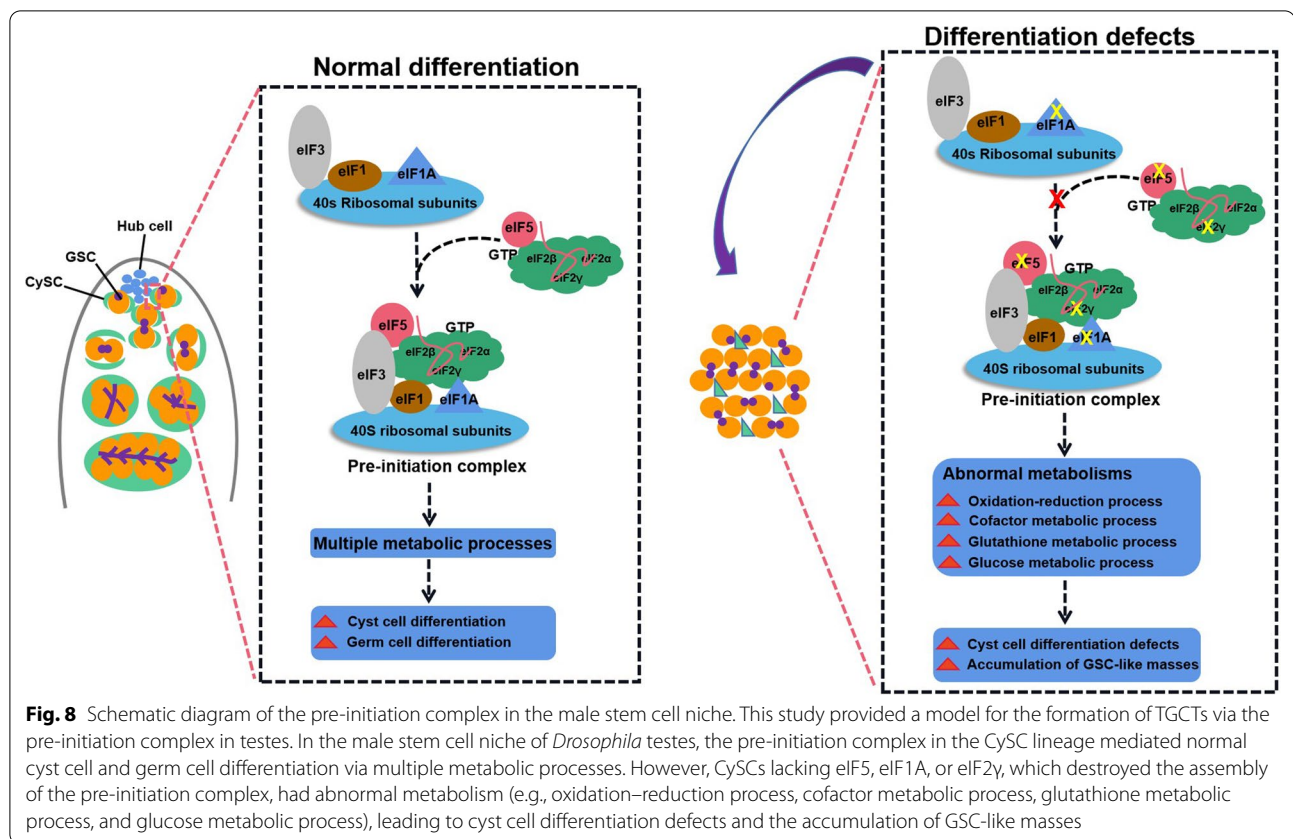 Normal differentiation
eIF3
eIF1
eIF1A
40s Ribosomal subunits
eIF5
GTP
eIF2β
eIF2α
eIF2γ
Hub cell
GSC
CySC
eIF5
GTP
eIF2β
eIF2α
eIF2γ
eIF3
eIF1
eIF1A
40S ribosomal subunits
Pre-initiation complex
Multiple metabolic processes
Cyst cell differentiation
Germ cell differentiation
Differentiation defects
eIF3
eIF1
X
eIF1A
40s Ribosomal subunits
X
X
eIF5
GTP
eIF2β
eIF2α
X
eIF2γ
X
eIF5
GTP
eIF2β
eIF2α
X
eIF2γ
eIF3
eIF1
X
eIF1A
40S ribosomal subunits
Pre-initiation complex
Abnormal metabolisms
Oxidation-reduction process
Cofactor metabolic process
Glutathione metabolic process
Glucose metabolic process
Cyst cell differentiation defects
Accumulation of GSC-like masses
Fig. 8 Schematic diagram of the pre-initiation complex in the male stem cell niche. This study provided a model for the formation of TGCTs via the
pre-initiation complex in testes. In the male stem cell niche of Drosophila testes, the pre-initiation complex in the CySC lineage mediated normal
cyst cell and germ cell differentiation via multiple metabolic processes. However, CySCs lacking eIF5, eIF1A, or eIF2γ, which destroyed the assembly
of the pre-initiation complex, had abnormal metabolism (e.g., oxidation–reduction process, cofactor metabolic process, glutathione metabolic
process, and glucose metabolic process), leading to cyst cell differentiation defects and the accumulation of GSC-like masses